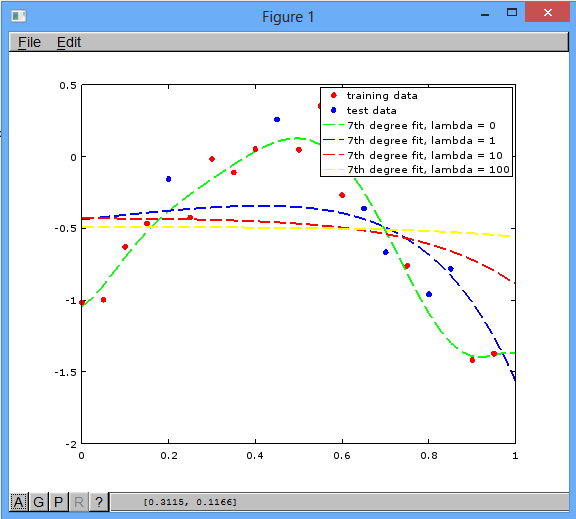 Figure 1
File Edit
0.5
training data
test data
7th degree fit, lambda = 0
7th degree fit, lambda = 1
7th degree fit, lambda = 10
7th degree fit, lambda = 100
0
-0.5
-1
-1.5
-2
0 0.2 0.4 0.6 0.8 1
A G P R ? [0.3115, 0.1166]